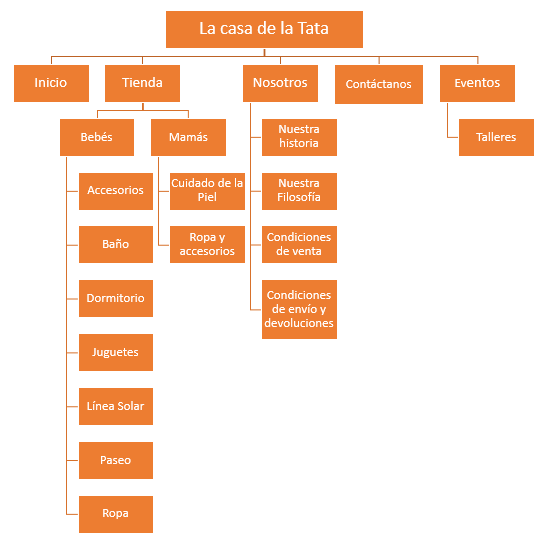 La casa de la Tata
Inicio
Tienda
Nosotros
Contáctanos
Eventos
Bebés
Accesorios
Baño
Dormitorio
Juguetes
Línea Solar
Paseo
Ropa
Mamás
Cuidado de la
Piel
Ropa y
accesorios
Nuestra
historia
Nuestra
Filosofía
Condiciones
de venta
Condiciones
de envío y
devoluciones
Talleres